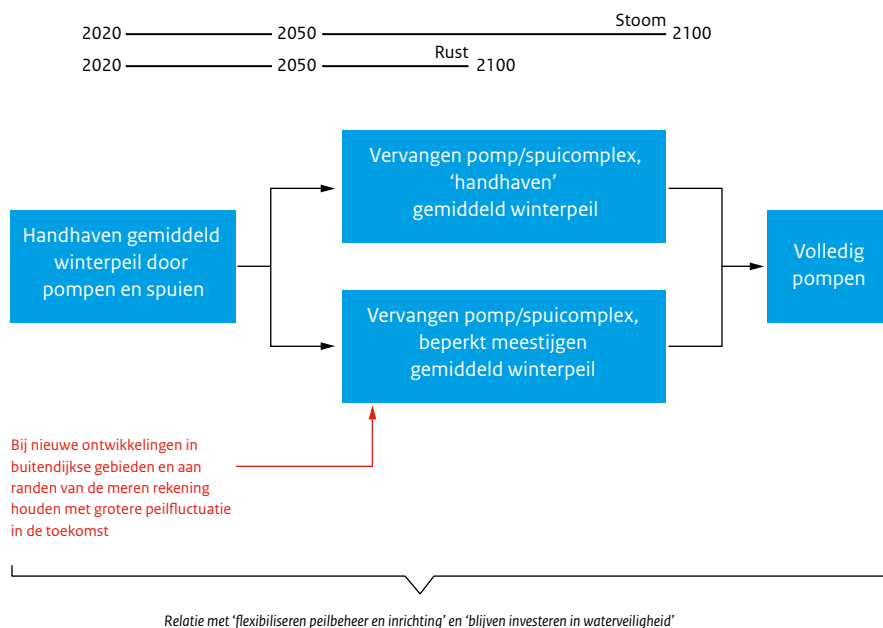 Stoom
2020 2050 2100
Rust
2020 2050 2100
Handhaven gemiddeld
winterpeil door
pompen en spuien
Vervangen pomp/spuicomplex,
‘handhaven’
gemiddeld winterpeil
Vervangen pomp/spuicomplex,
beperkt meestijgen
gemiddeld winterpeil
Volledig
pompen
Bij nieuwe ontwikkelingen in
buitendijkse gebieden en aan
randen van de meren rekening
houden met grotere peilfluctuatie
in de toekomst
Relatie met ‘flexibiliseren peilbeheer en inrichting’ en ‘blijven investeren in waterveiligheid’